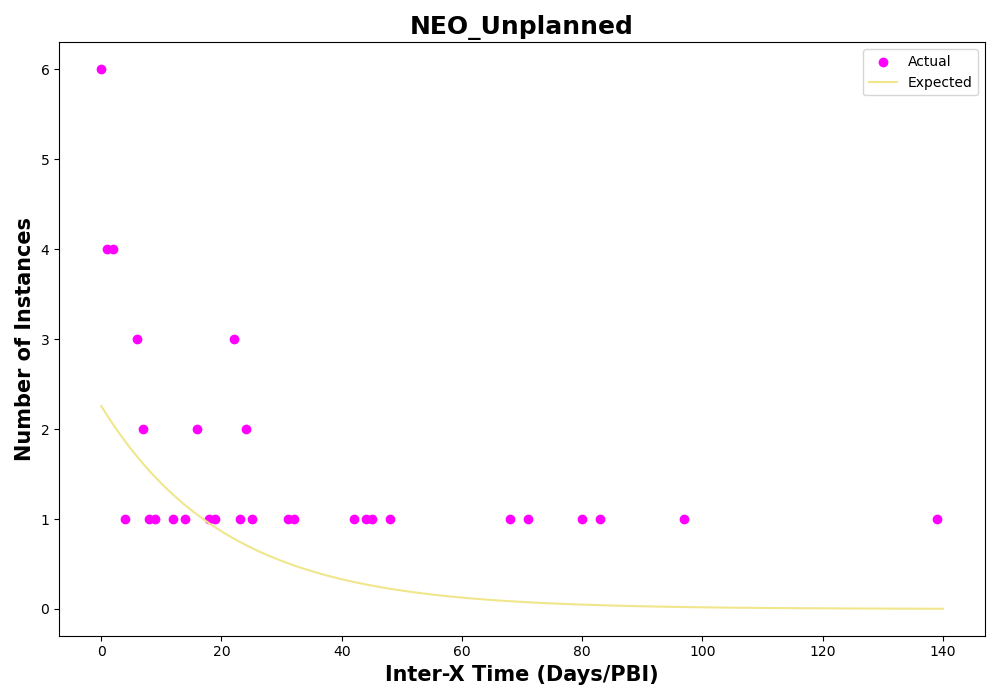 NEO_Unplanned
Actual
Expected
Number of Instances
6
5
4
3
2
1
0
0 20 40 60 80 100 120 140
Inter-X Time (Days/PBI)